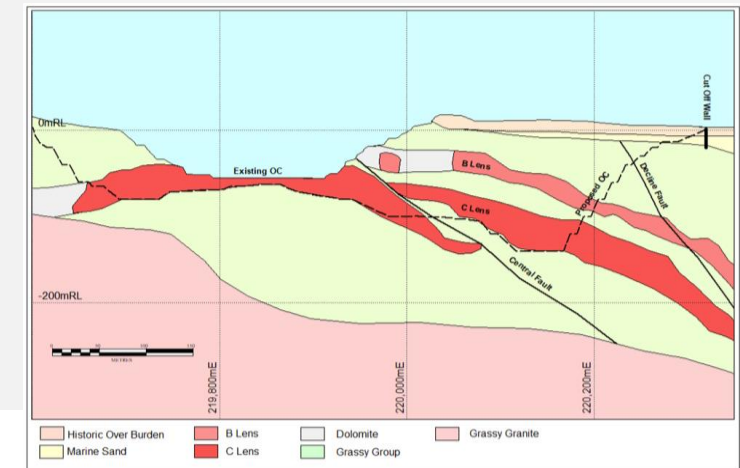 0mRL
Existing OC
B Lens
C Lens
Proposed OC
Decline Fault
Cut Off Wall
Central Fault
-200mRL
METRES
219,800mE
220,000mE
220,200mE
Historic Over Burden
B Lens
Dolomite
Grassy Granite
Marine Sand
C Lens
Grassy Group